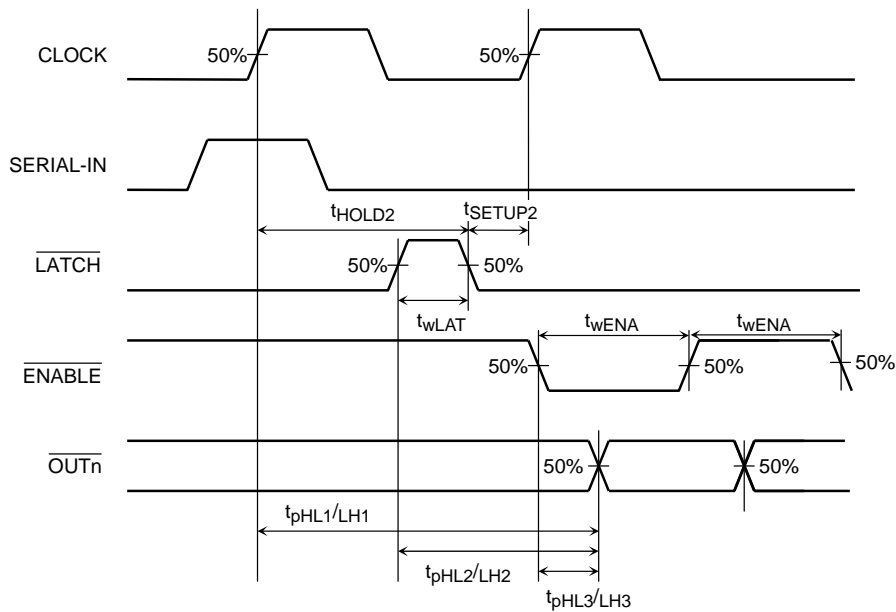 CLOCK
50%
50%
SERIAL-IN
tHOLD2
tSETUP2
LATCH
50%
50%
twLAT
twENA
twENA
ENABLE
50%
50%
50%
OUTn
50%
50%
tpHL1/LH1
tpHL2/LH2
tpHL3/LH3